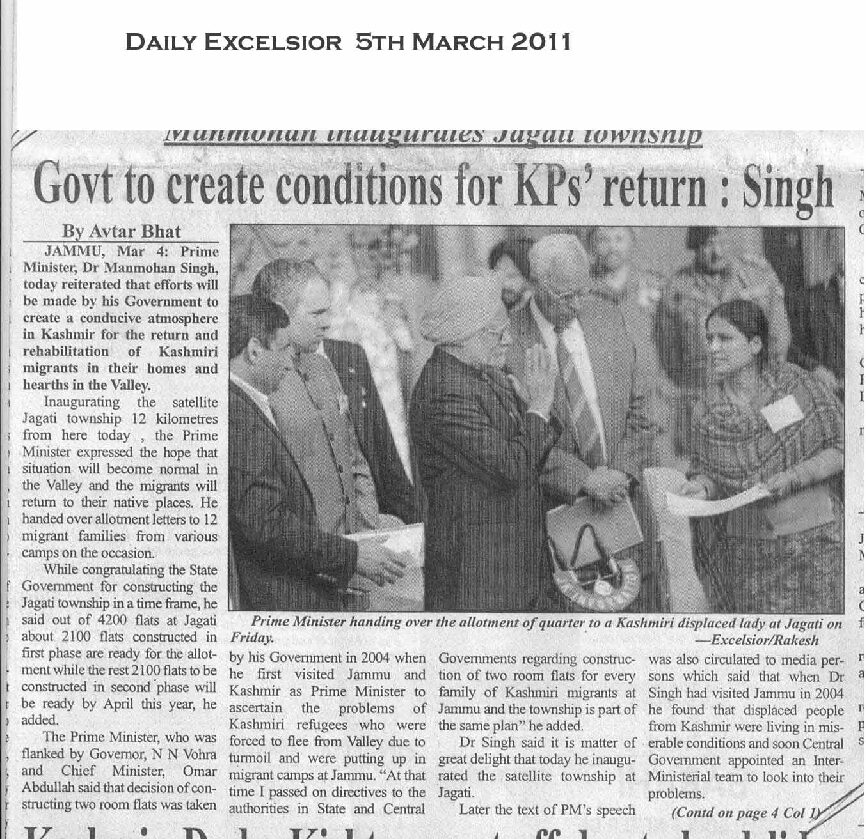 DAILY EXCELSIOR 5TH MARCH 2011
Manmohan inaugurates Jagati township
Govt to create conditions for KPs' return : Singh
By Avtar Bhat
JAMMU, Mar 4: Prime
Minister, Dr Manmohan Singh,
today reiterated that efforts will
be made by his Government to
create a conducive atmosphere
in Kashmir for the return and
rehabilitation of Kashmiri
migrants in their homes and
hearths in the Valley.
Inaugurating the satellite
Jagati township 12 kilometres
from here today , the Prime
Minister expressed the hope that
situation will become normal in
the Valley and the migrants will
return to their native places. He
handed over allotment letters to 12
migrant families from various
camps on the occasion.
While congratulating the State
Government for constructing the
Jagati township in a time frame, he
said out of 4200 flats at Jagati
about 2100 flats constructed in
first phase are ready for the allot-
ment while the rest 2100 flats to be
constructed in second phase will
be ready by April this year, he
added.
The Prime Minister, who was
flanked by Governor, N N Vohra
and Chief Minister, Omar
Abdullah said that decision of con-
structing two room flats was taken
Prime Minister handing over the allotment of quarter to a Kashmiri displaced lady at Jagati on
Friday.
—Excelsior/Rakesh
by his Government in 2004 when
he first visited Jammu and
Kashmir as Prime Minister to
ascertain the problems of
Kashmiri refugees who were
forced to flee from Valley due to
turmoil and were putting up in
migrant camps at Jammu. "At that
time I passed on directives to the
authorities in State and Central
Governments regarding construc-
tion of two room flats for every
family of Kashmiri migrants at
Jammu and the township is part of
the same plan" he added.
Dr Singh said it is matter of
great delight that today he inaugu-
rated the satellite township at
Jagati.
Later the text of PM's speech
was also circulated to media per-
sons which said that when Dr
Singh had visited Jammu in 2004
he found that displaced people
from Kashmir were living in mis-
erable conditions and soon Central
Government appointed an Inter-
Ministerial team to look into their
problems.
(Contd on page 4 Col 1)